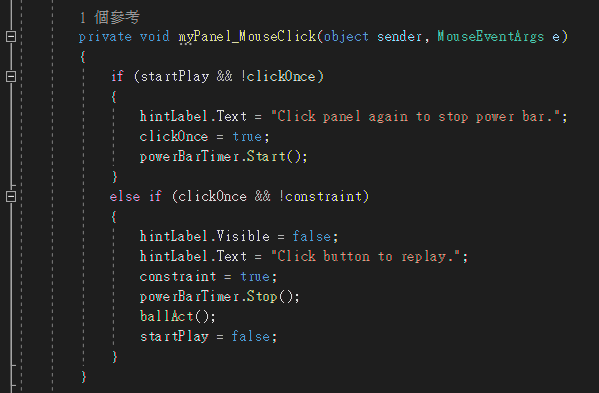 1 個參考
private void myPanel_MouseClick(object sender, MouseEventArgs e)
{
if (startPlay && !clickOnce)
{
hintLabel.Text = "Click panel again to stop power bar.";
clickOnce = true;
powerBarTimer.Start();
}
else if (clickOnce && !constraint)
{
hintLabel.Visible = false;
hintLabel.Text = "Click button to replay.";
constraint = true;
powerBarTimer.Stop();
ballAct();
startPlay = false;
}
}